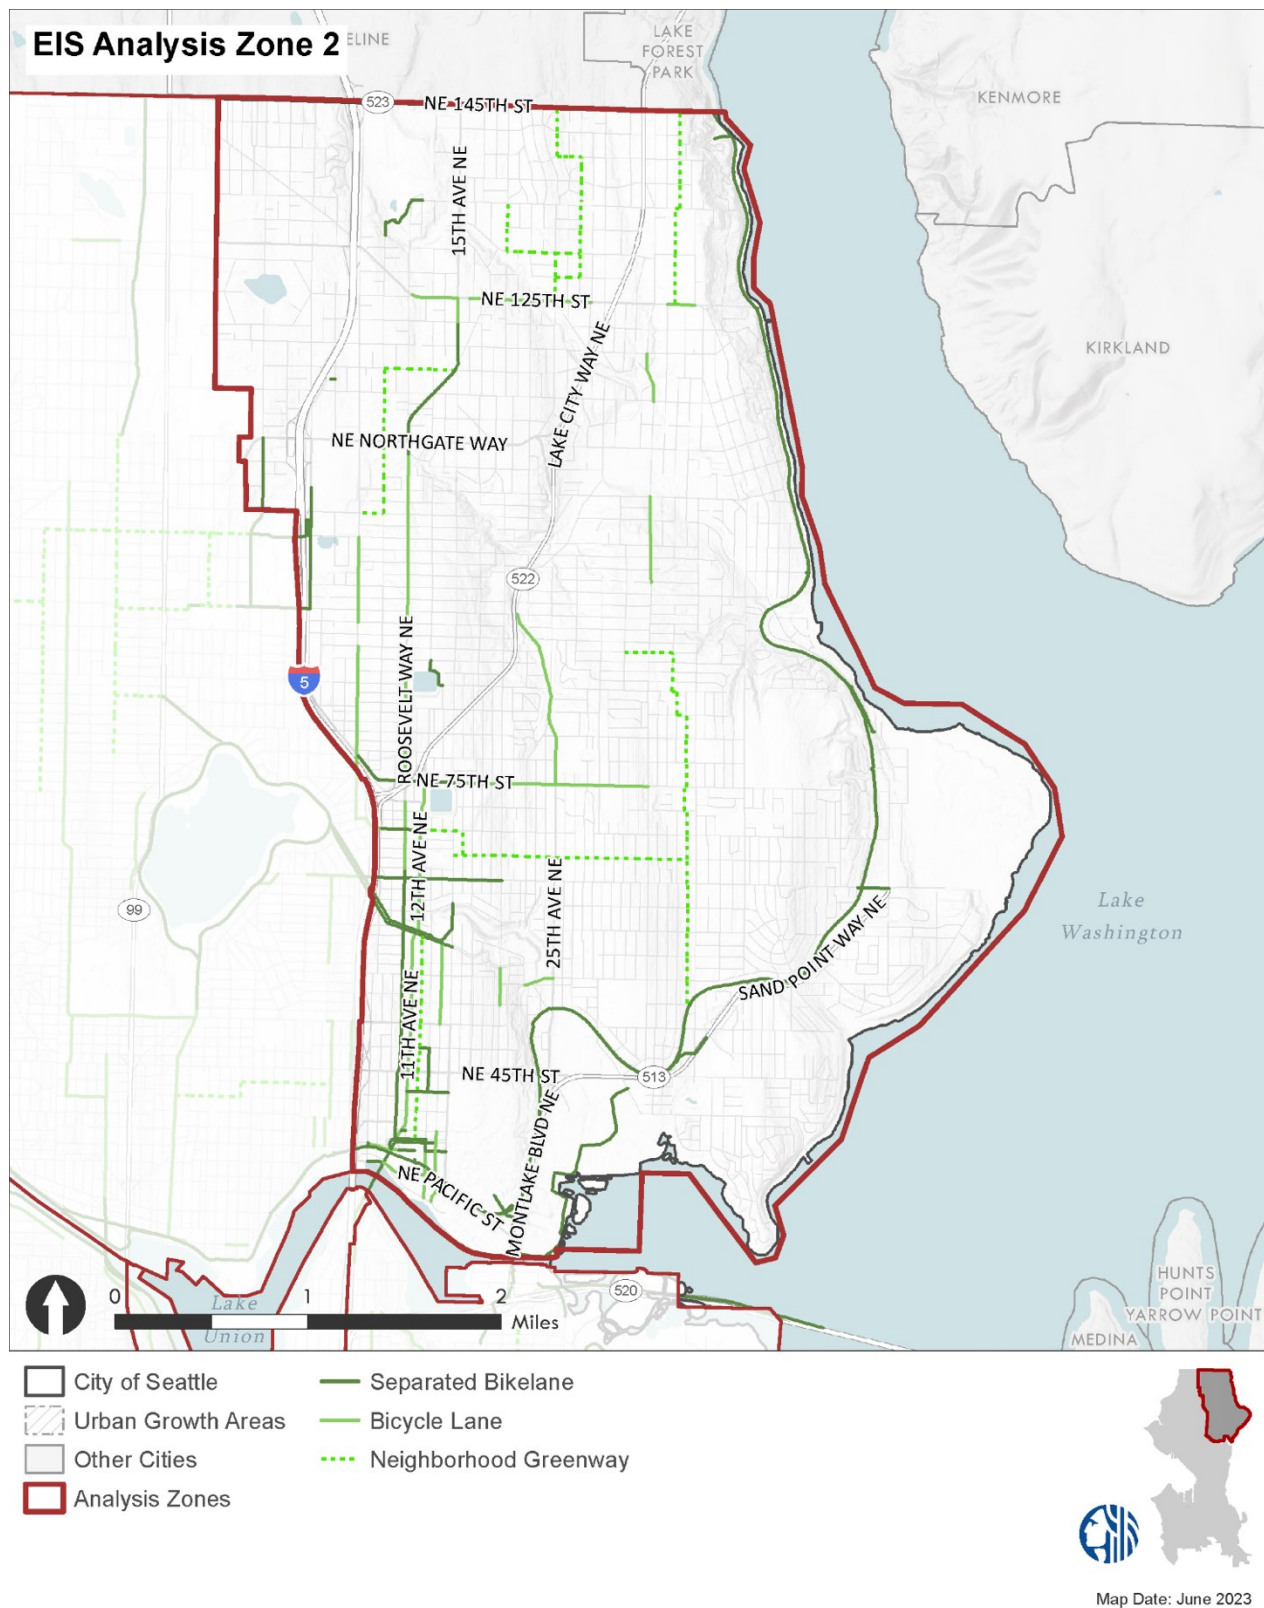 EIS Analysis Zone 2
ELINE
LAKE
FOREST
PARK
KENMORE
523
NE 145TH ST
15TH AVE NE
NE 125TH ST
LAKE CITY WAY NE
KIRKLAND
NE NORTHGATE WAY
522
ROOSEVELT WAY NE
5
NE 75TH ST
12TH AVE NE
25TH AVE NE
99
Lake
Washington
SAND POINT WAY NE
11TH AVE NE
NE 45TH ST
513
MONTLAKE BLVD NE
NE PACIFIC ST
520
HUNTS
POINT
YARROW POINT
MEDINA
Lake
Union
0 1 2
Miles
City of Seattle
Urban Growth Areas
Other Cities
Analysis Zones
Separated Bikelane
Bicycle Lane
Neighborhood Greenway
Map Date: June 2023